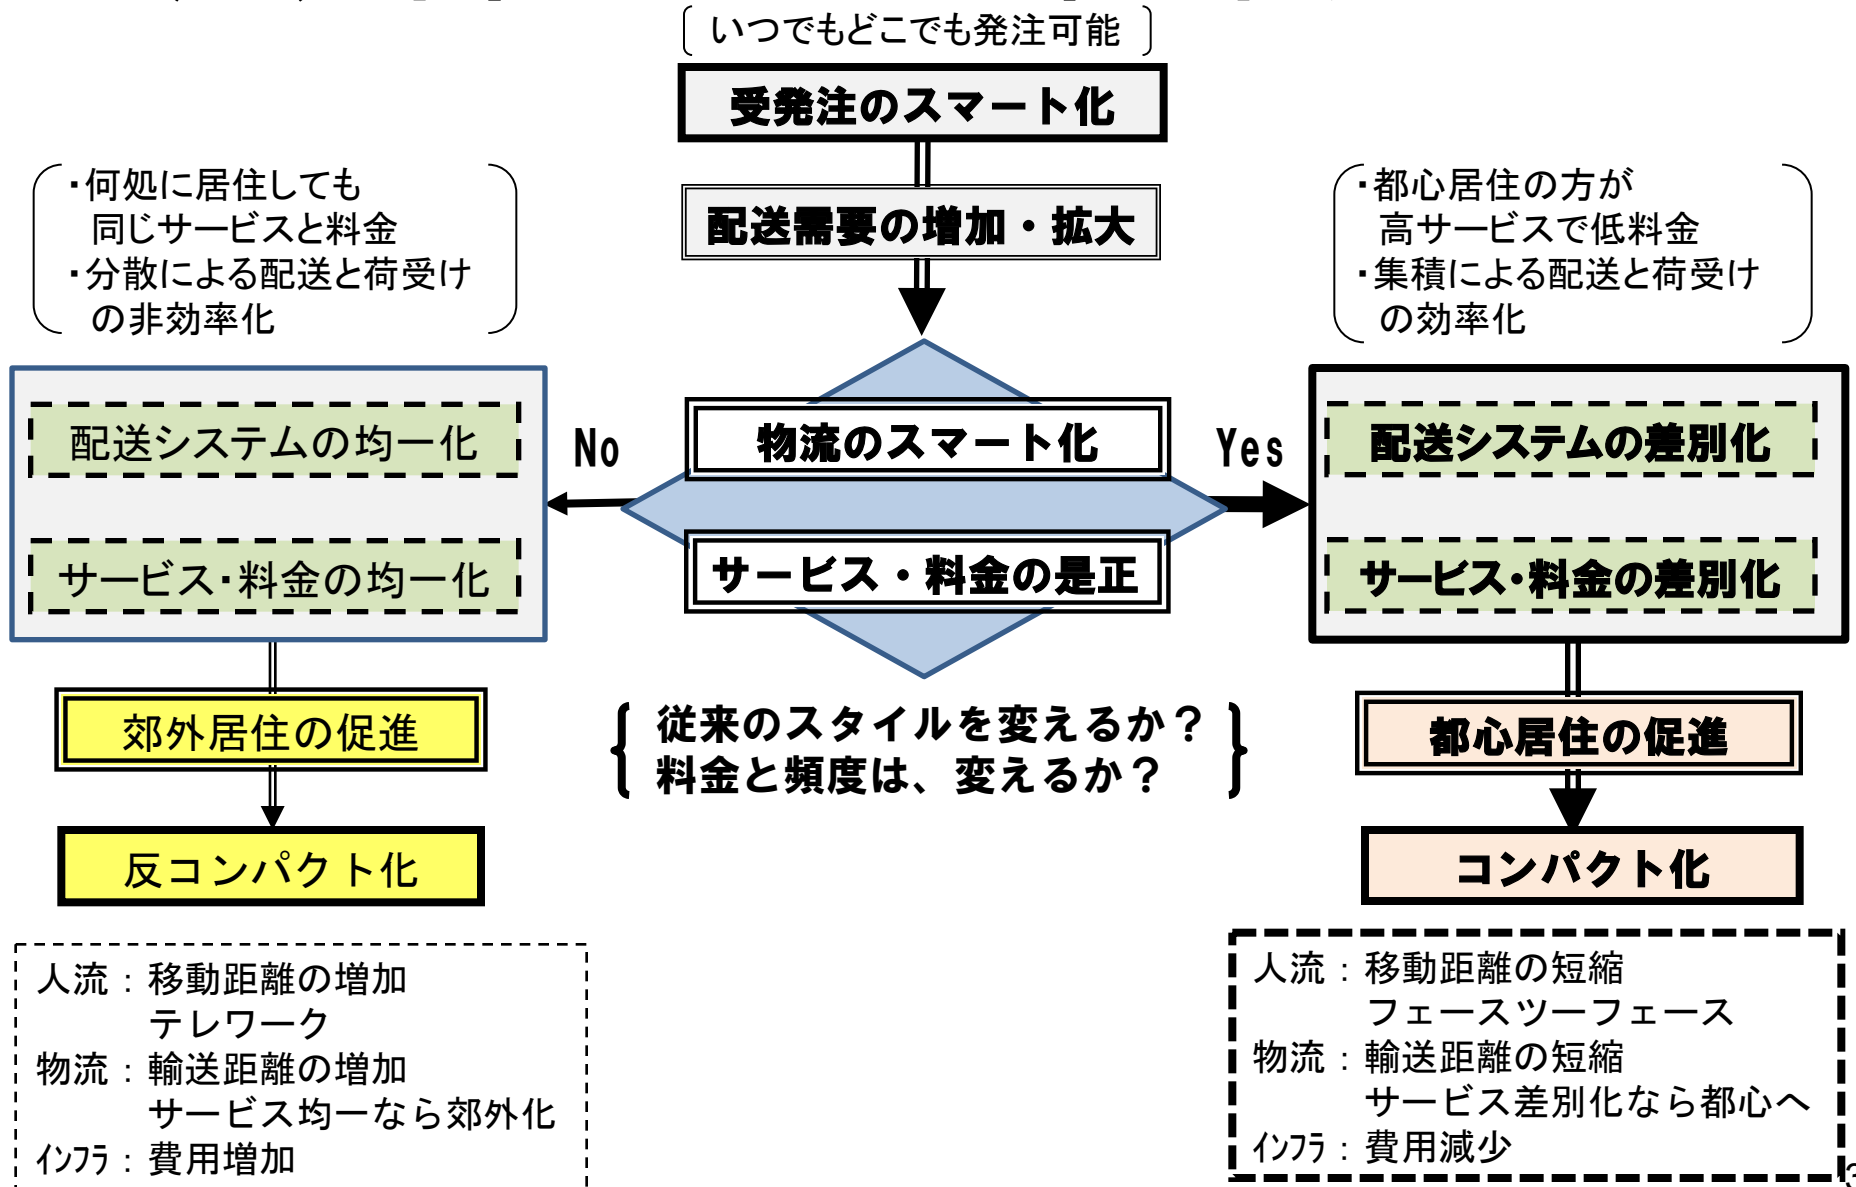 いつでもどこでも発注可能
受発注のスマート化
配送需要の増加・拡大
・何処に居住しても
同じサービスと料金
・分散による配送と荷受け
の非効率化
・都心居住の方が
高サービスで低料金
・集積による配送と荷受け
の効率化
配送システムの均一化
サービス・料金の均一化
No
物流のスマート化
サービス・料金の是正
Yes
配送システムの差別化
サービス・料金の差別化
郊外居住の促進
反コンパクト化
{ 従来のスタイルを変えるか？ }
{ 料金と頻度は、変えるか？ }
都心居住の促進
コンパクト化
人流：移動距離の増加
テレワーク
物流：輸送距離の増加
サービス均一なら郊外化
ｲﾝﾌﾗ：費用増加
人流：移動距離の短縮
フェースツーフェース
物流：輸送距離の短縮
サービス差別化なら都心へ
ｲﾝﾌﾗ：費用減少